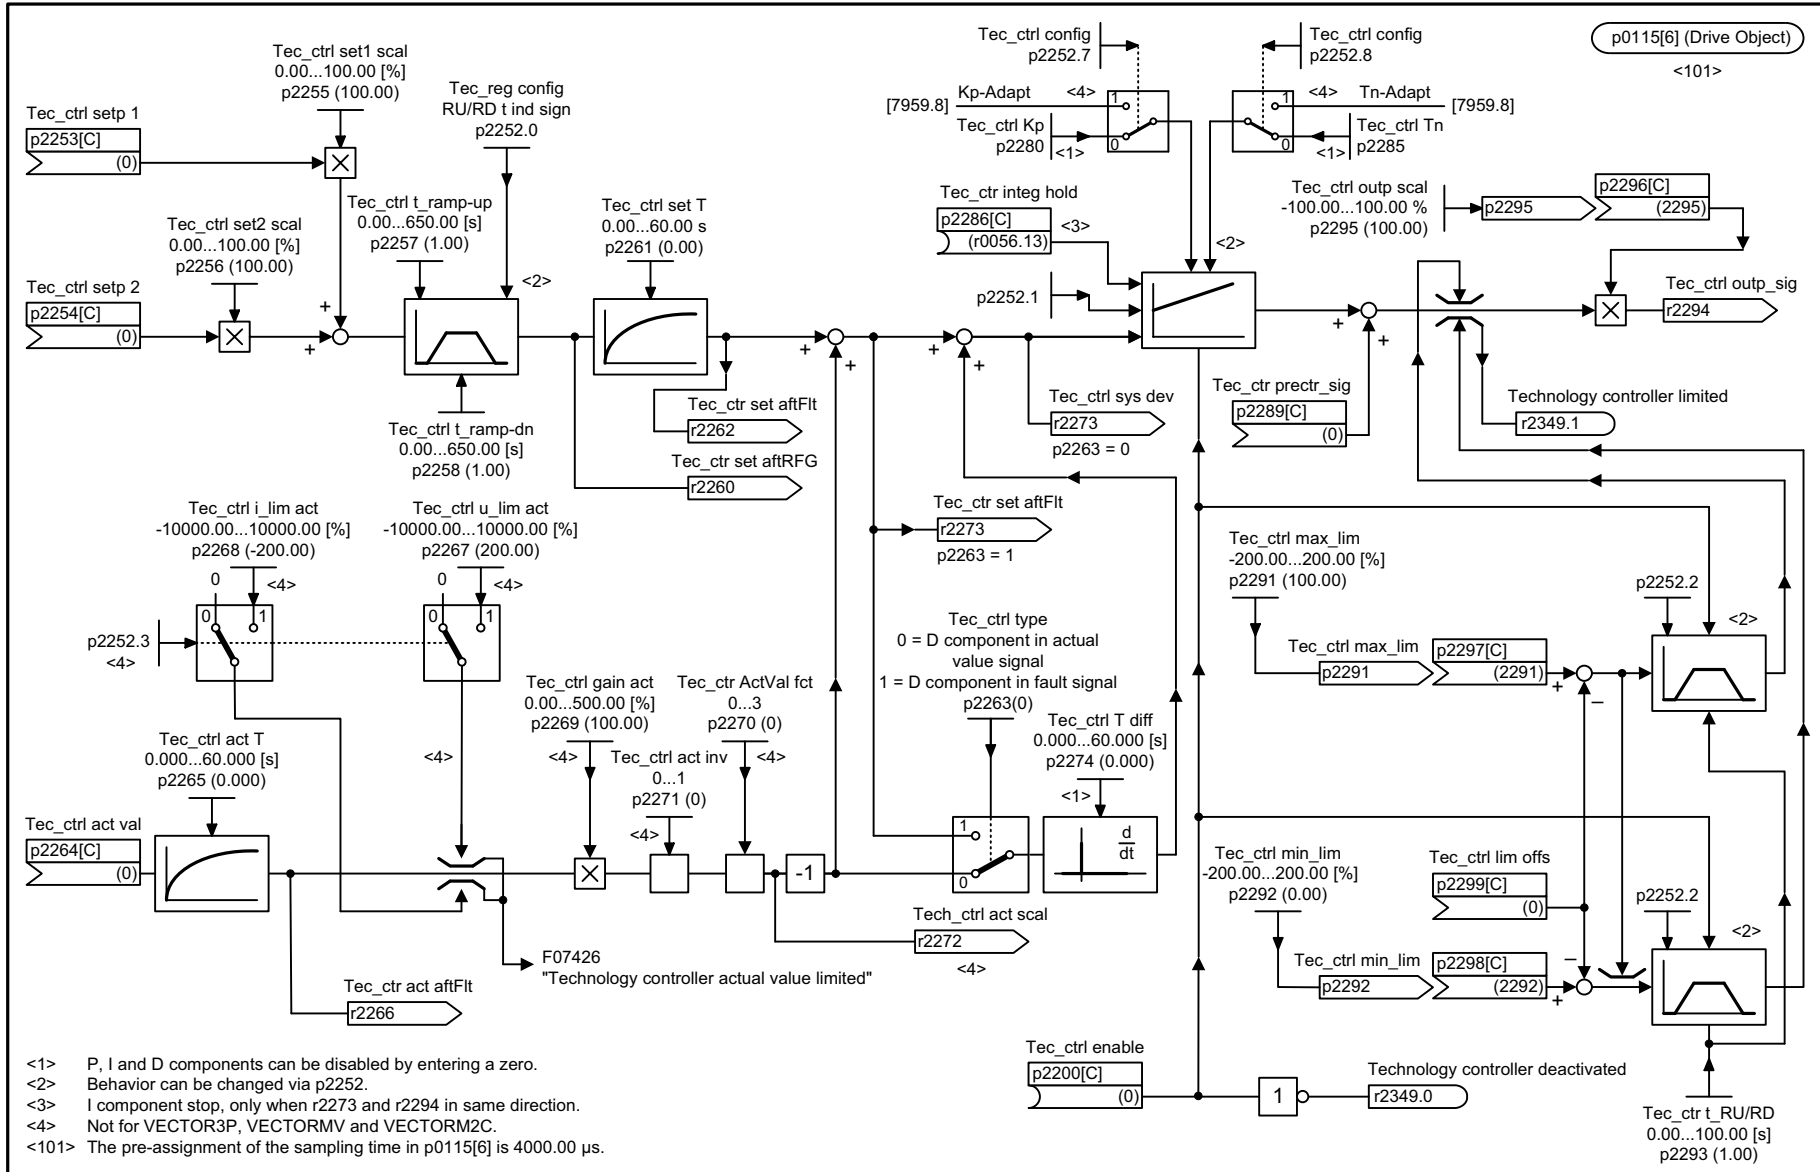 p0115[6] (Drive Object)
<101>
Tec_ctrl set1 scal
0.00...100.00 [%]
p2255 (100.00)
Tec_reg config
RU/RD t ind sign
p2252.0
Tec_ctrl config
p2252.7
Tec_ctrl config
p2252.8
[7959.8]
Kp-Adapt
<4>
1
Tec_ctrl Kp
p2280
<1>
0
<4>
Tn-Adapt
[7959.8]
1
Tec_ctrl Tn
p2285
<1>
0
Tec_ctrl setp 1
p2253[C]
(0)
Tec_ctrl set2 scal
0.00...100.00 [%]
p2256 (100.00)
Tec_ctrl t_ramp-up
0.00...650.00 [s]
p2257 (1.00)
Tec_ctrl set T
0.00...60.00 s
p2261 (0.00)
Tec_ctr integ hold
p2286[C]
(r0056.13)
<3>
<2>
Tec_ctrl outp scal
-100.00...100.00 %
p2295 (100.00)
p2295
p2296[C]
(2295)
Tec_ctrl setp 2
p2254[C]
(0)
+
+
<2>
p2252.1
Tec_ctrl outp_sig
r2294
+
+
+
+
+
+
Tec_ctrl t_ramp-dn
0.00...650.00 [s]
p2258 (1.00)
Tec_ctr set aftFlt
r2262
Tec_ctr set aftRFG
r2260
Tec_ctrl sys dev
r2273
p2263 = 0
Tec_ctr prectr_sig
p2289[C]
(0)
Technology controller limited
r2349.1
Tec_ctrl i_lim act
-10000.00...10000.00 [%]
p2268 (-200.00)
0
<4>
0
1
Tec_ctrl u_lim act
-10000.00...10000.00 [%]
p2267 (200.00)
0
<4>
0
1
p2252.3
<4>
Tec_ctr set aftFlt
r2273
p2263 = 1
Tec_ctrl max_lim
-200.00...200.00 [%]
p2291 (100.00)
p2252.2
<2>
Tec_ctrl max_lim
p2291
p2297[C]
(2291)
+
–
Tec_ctrl type
0 = D component in actual
value signal
1 = D component in fault signal
p2263(0)
Tec_ctrl act T
0.000...60.000 [s]
p2265 (0.000)
<4>
Tec_ctrl gain act
0.00...500.00 [%]
p2269 (100.00)
<4>
Tec_ctr ActVal fct
0...3
p2270 (0)
<4>
Tec_ctrl act inv
0...1
p2271 (0)
<4>
Tec_ctrl T diff
0.000...60.000 [s]
p2274 (0.000)
<1>
Tec_ctrl act val
p2264[C]
(0)
-1
1
0
d
dt
Tec_ctrl min_lim
-200.00...200.00 [%]
p2292 (0.00)
Tec_ctrl lim offs
p2299[C]
(0)
p2252.2
<2>
Tech_ctrl act scal
r2272
<4>
F07426
"Technology controller actual value limited"
Tec_ctrl min_lim
p2292
p2298[C]
(2292)
–
+
Tec_ctr act aftFlt
r2266
Tec_ctrl enable
p2200[C]
(0)
1
Technology controller deactivated
r2349.0
Tec_ctr t_RU/RD
0.00...100.00 [s]
p2293 (1.00)
<1> P, I and D components can be disabled by entering a zero.
<2> Behavior can be changed via p2252.
<3> I component stop, only when r2273 and r2294 in same direction.
<4> Not for VECTOR3P, VECTORMV and VECTORM2C.
<101> The pre-assignment of the sampling time in p0115[6] is 4000.00 µs.